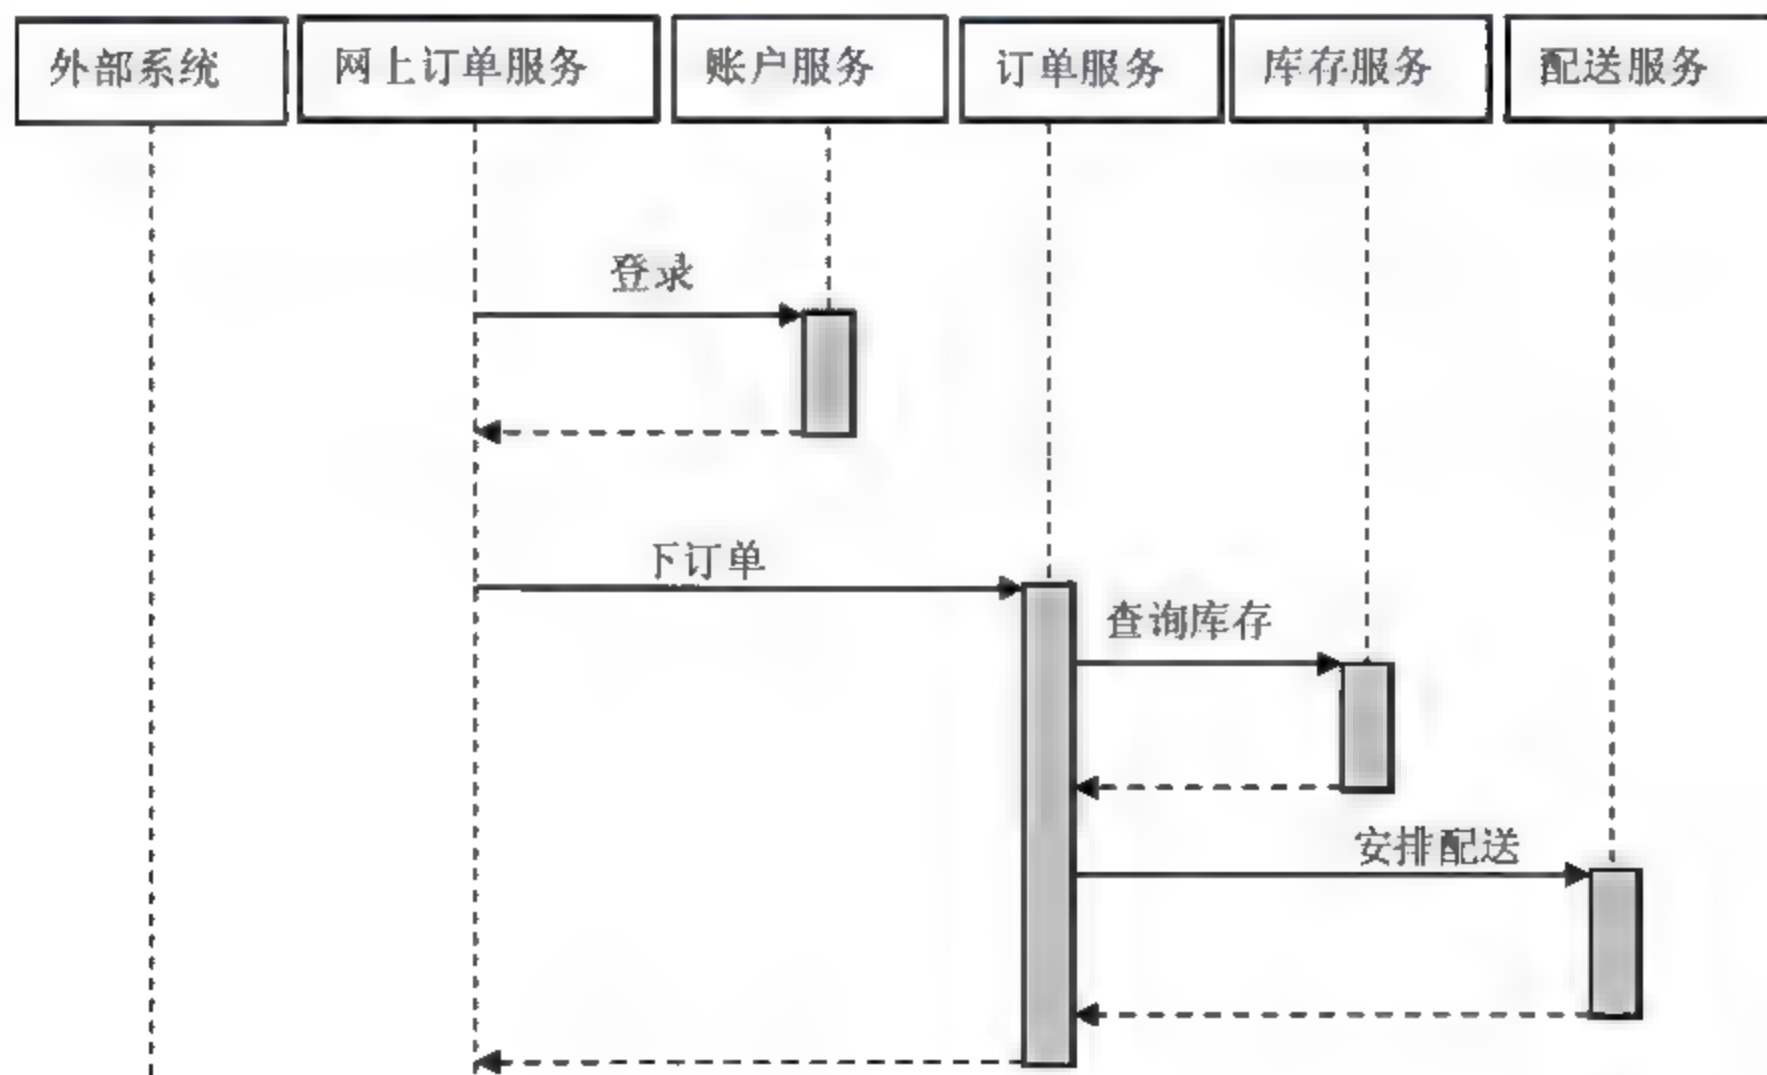 外部系统
网上订单服务
账户服务
订单服务
库存服务
配送服务
登录
下订单
查询库存
安排配送